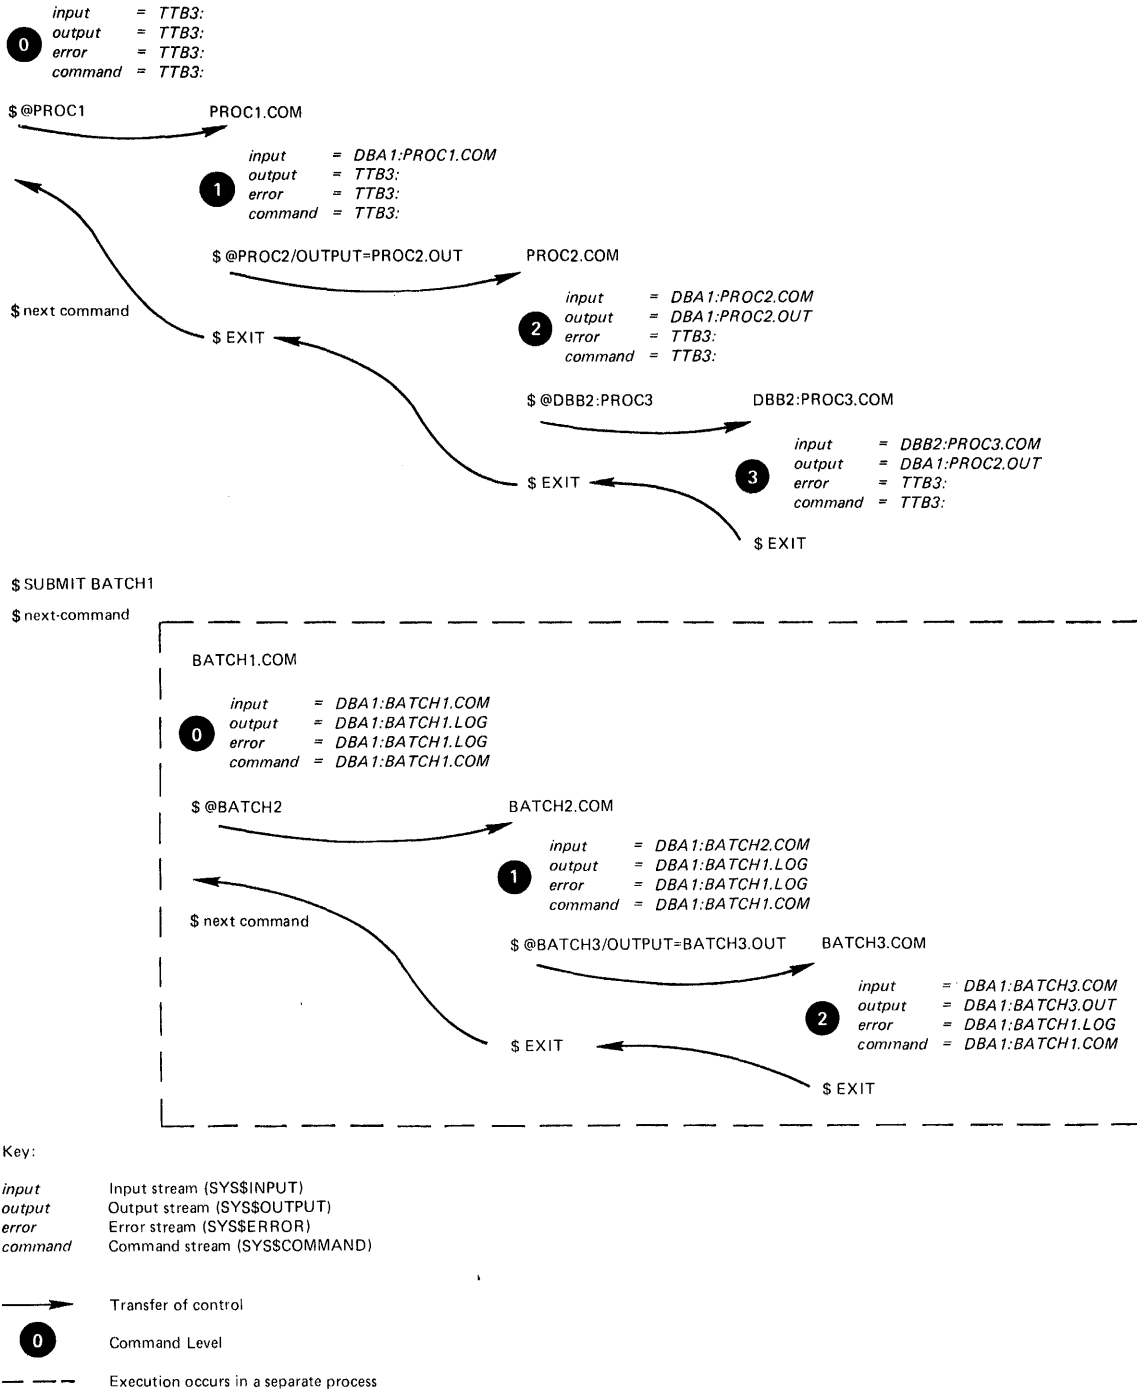 input = TTB3:
output = TTB3:
error = TTB3:
command = TTB3:
0
$ @PROC1 PROC1.COM
input = DBA1:PROC1.COM
output = TTB3:
error = TTB3:
command = TTB3:
1
$ @PROC2/OUTPUT=PROC2.OUT PROC2.COM
input = DBA1:PROC2.COM
output = DBA1:PROC2.OUT
error = TTB3:
command = TTB3:
2
$ next command
$ EXIT
$ @DBB2:PROC3 DBB2:PROC3.COM
input = DBB2:PROC3.COM
output = DBA1:PROC2.OUT
error = TTB3:
command = TTB3:
3
$ EXIT
$ EXIT
$ SUBMIT BATCH1
$ next-command
BATCH1.COM
input = DBA1:BATCH1.COM
output = DBA1:BATCH1.LOG
error = DBA1:BATCH1.LOG
command = DBA1:BATCH1.COM
0
$ @BATCH2 BATCH2.COM
input = DBA1:BATCH2.COM
output = DBA1:BATCH1.LOG
error = DBA1:BATCH1.LOG
command = DBA1:BATCH1.COM
1
$ next command
$ @BATCH3/OUTPUT=BATCH3.OUT BATCH3.COM
input = DBA1:BATCH3.COM
output = DBA1:BATCH3.OUT
error = DBA1:BATCH1.LOG
command = DBA1:BATCH1.COM
2
$ EXIT
$ EXIT
Key:
input Input stream (SYS$INPUT)
output Output stream (SYS$OUTPUT)
error Error stream (SYS$ERROR)
command Command stream (SYS$COMMAND)
Transfer of control
0 Command Level
Execution occurs in a separate process